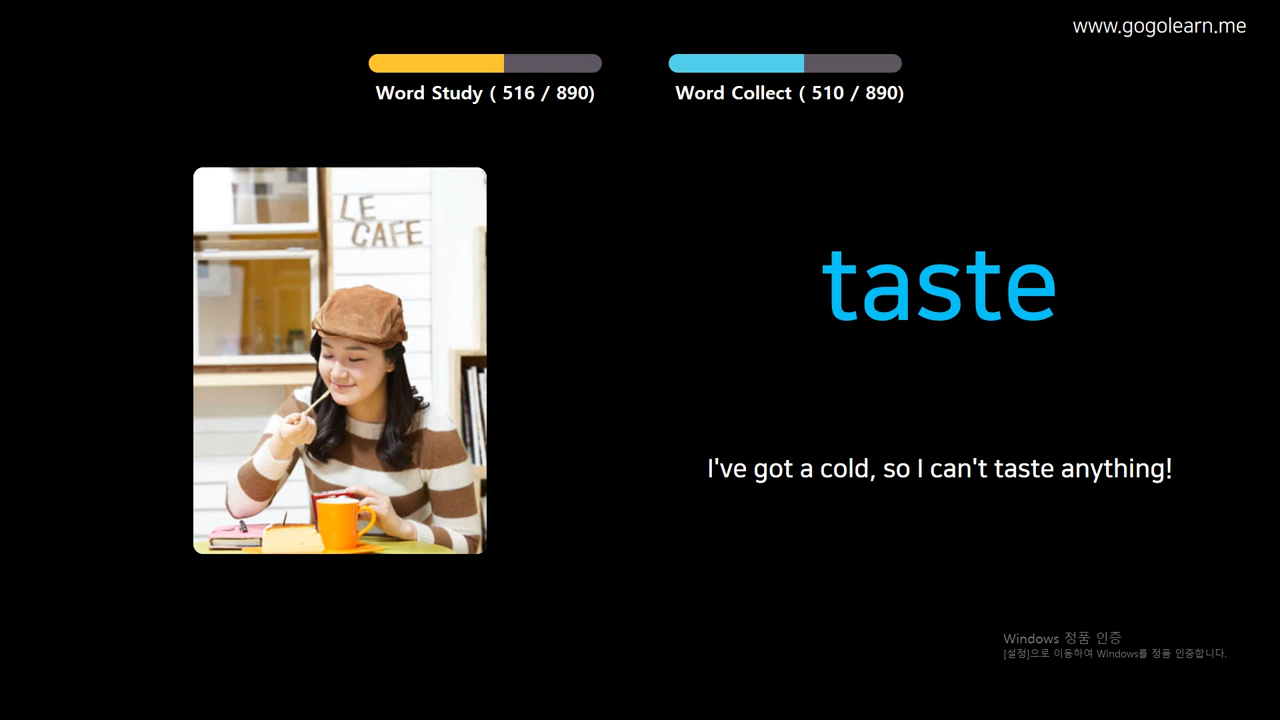 www.gogolearn.me
Word Study ( 516 / 890)
Word Collect ( 510 / 890)
LE
CAFE
taste
I've got a cold, so I can't taste anything!
Windows 정품 인증
[설정]으로 이동하여 Windows를 정품 인증합니다.